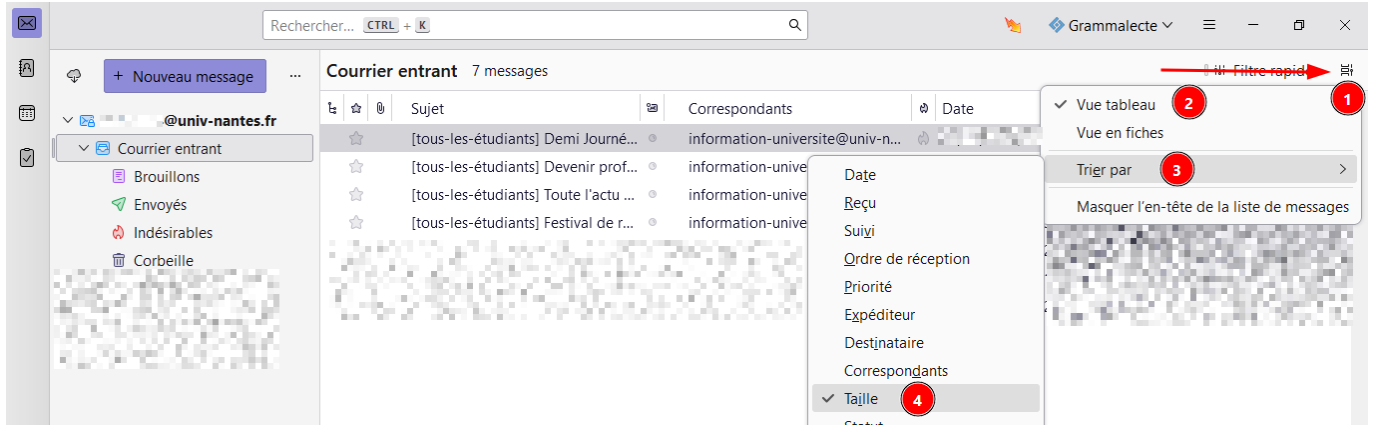 Rechercher... CTRL + K
Grammalecte
+ Nouveau message
...
Courrier entrant 7 messages
Filtre rapid
1
Sujet
Correspondants
Date
Vue tableau 2
@univ-nantes.fr
Vue en fiches
Courrier entrant
[tous-les-étudiants] Demi Journé... information-universite@univ-n...
Brouillons
[tous-les-étudiants] Devenir prof... information-unive
Trier par 3
Envoyés
[tous-les-étudiants] Toute l'actu ... information-unive
Masquer l'en-tête de la liste de messages
Indésirables
[tous-les-étudiants] Festival de r... information-unive
Corbeille
Date
Reçu
Suivi
Ordre de réception
Priorité
Expéditeur
Destinataire
Correspondants
Taille 4
Statut